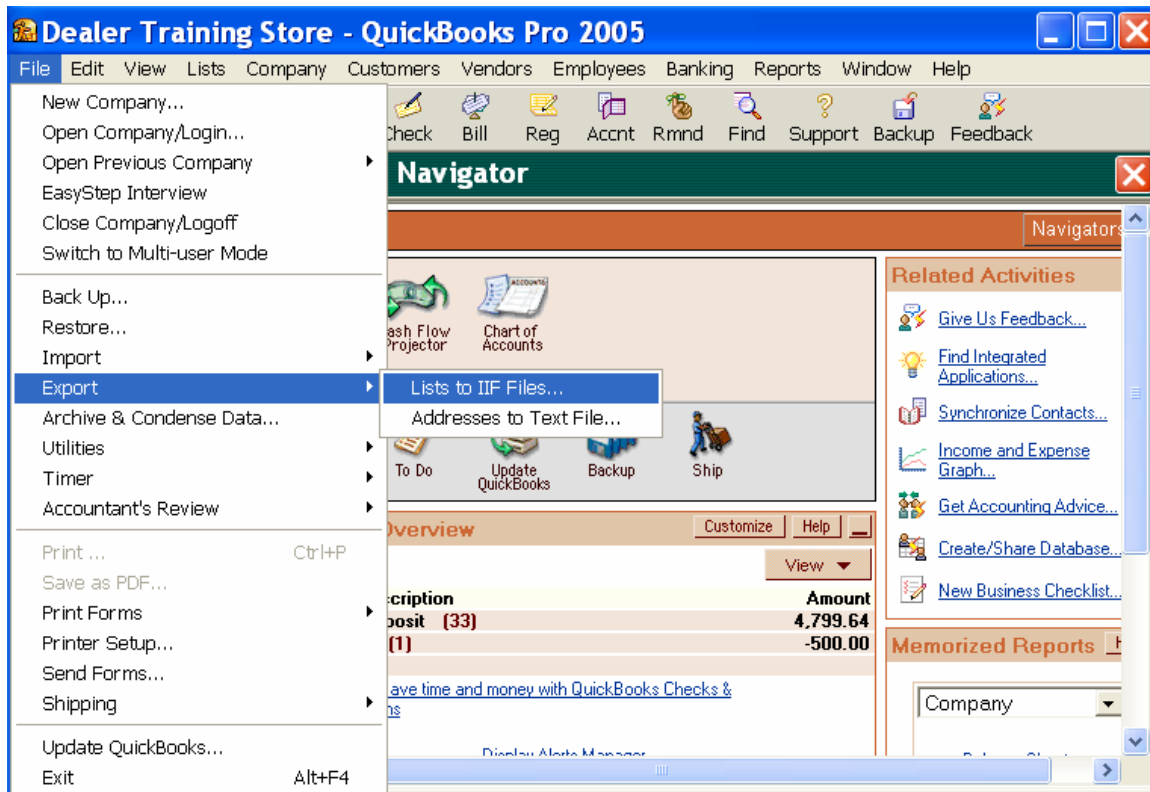 Dealer Training Store - QuickBooks Pro 2005
File Edit View Lists Company Customers Vendors Employees Banking Reports Window Help
New Company...
Open Company/Login...
Open Previous Company
EasyStep Interview
Close Company/Logoff
Switch to Multi-user Mode
Back Up...
Restore...
Import
Export
Archive & Condense Data...
Utilities
Timer
Accountant's Review
Print ... Ctrl+P
Save as PDF...
Print Forms
Printer Setup...
Send Forms...
Shipping
Update QuickBooks...
Exit Alt+F4
Lists to IIF Files...
Addresses to Text File...
Check Bill Reg Accnt Rmnd Find Support Backup Feedback
Navigator
Navigators
Cash Flow
Projector
Chart of
Accounts
To Do
Update
QuickBooks
Backup
Ship
Overview
Customize Help
View
Amount
(33) 4,799.64
(1) -500.00
time and money with QuickBooks Checks &
Related Activities
Give Us Feedback...
Find Integrated
Applications...
Synchronize Contacts...
Income and Expense
Graph...
Get Accounting Advice...
Create/Share Database...
New Business Checklist...
Memorized Reports
Company